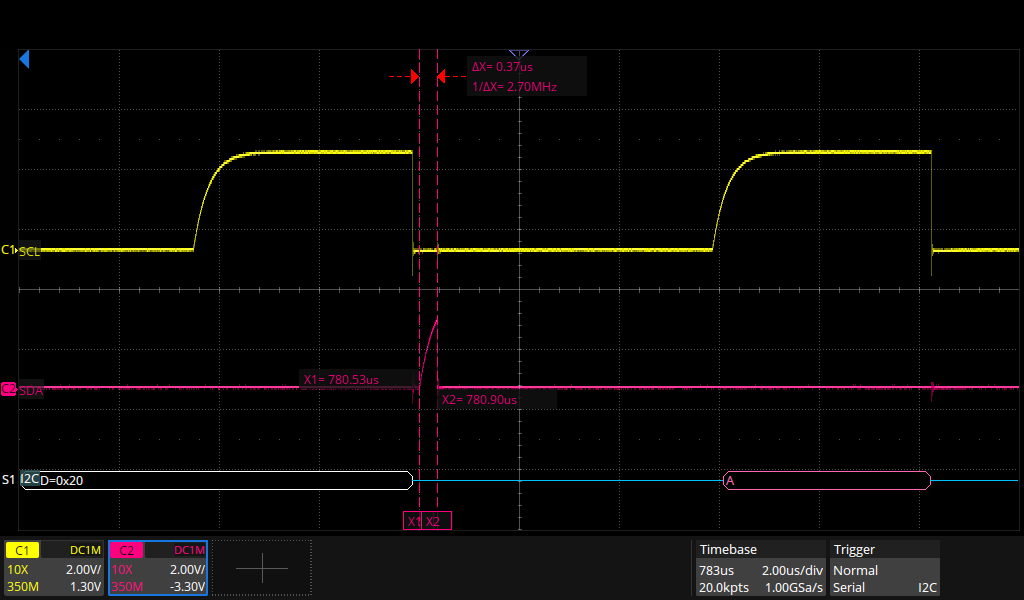 ΔX= 0.37us
1/ΔX= 2.70MHz
C1 SCL
X1= 780.53us
C2 SDA
X2= 780.90us
S1 I2C D=0x20
A
X1 X2
C1 DC1M
10X 2.00V/
350M 1.30V
C2 DC1M
10X 2.00V/
350M -3.30V
Timebase
783us 2.00us/div
20.0kpts 1.00GSa/s
Trigger
Normal
Serial I2C